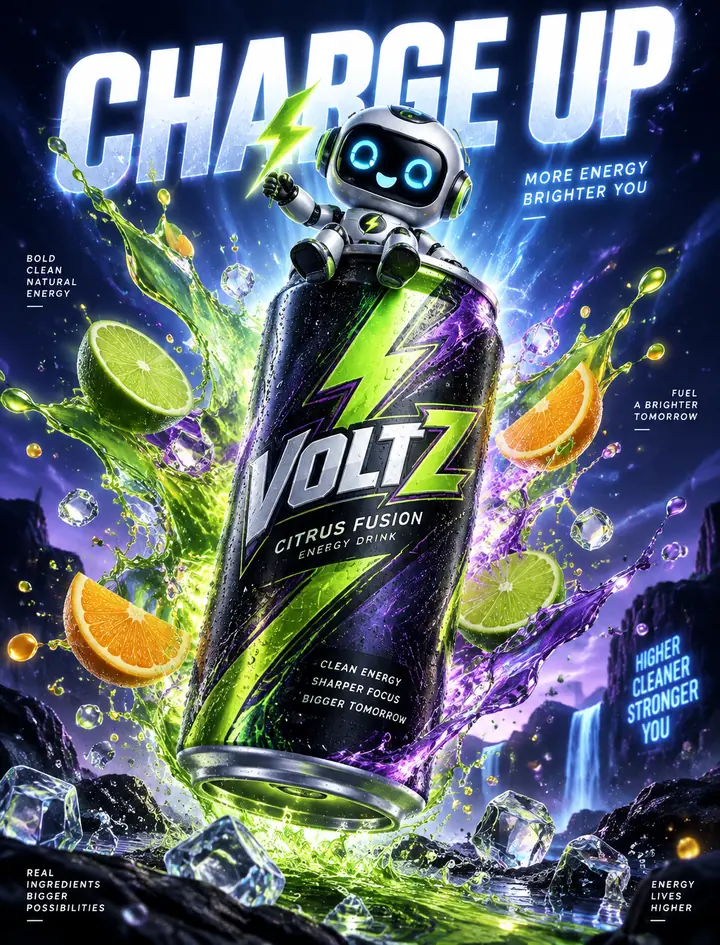 CHARGE UP
MORE ENERGY
BRIGHTER YOU
BOLD
CLEAN
NATURAL
ENERGY
FUEL
A BRIGHTER
TOMORROW
VOLTZ
CITRUS FUSION
ENERGY DRINK
CLEAN ENERGY
SHARPER FOCUS
BIGGER TOMORROW
HIGHER
CLEANER
STRONGER
YOU
REAL
INGREDIENTS
BIGGER
POSSIBILITIES
ENERGY
LIVES
HIGHER